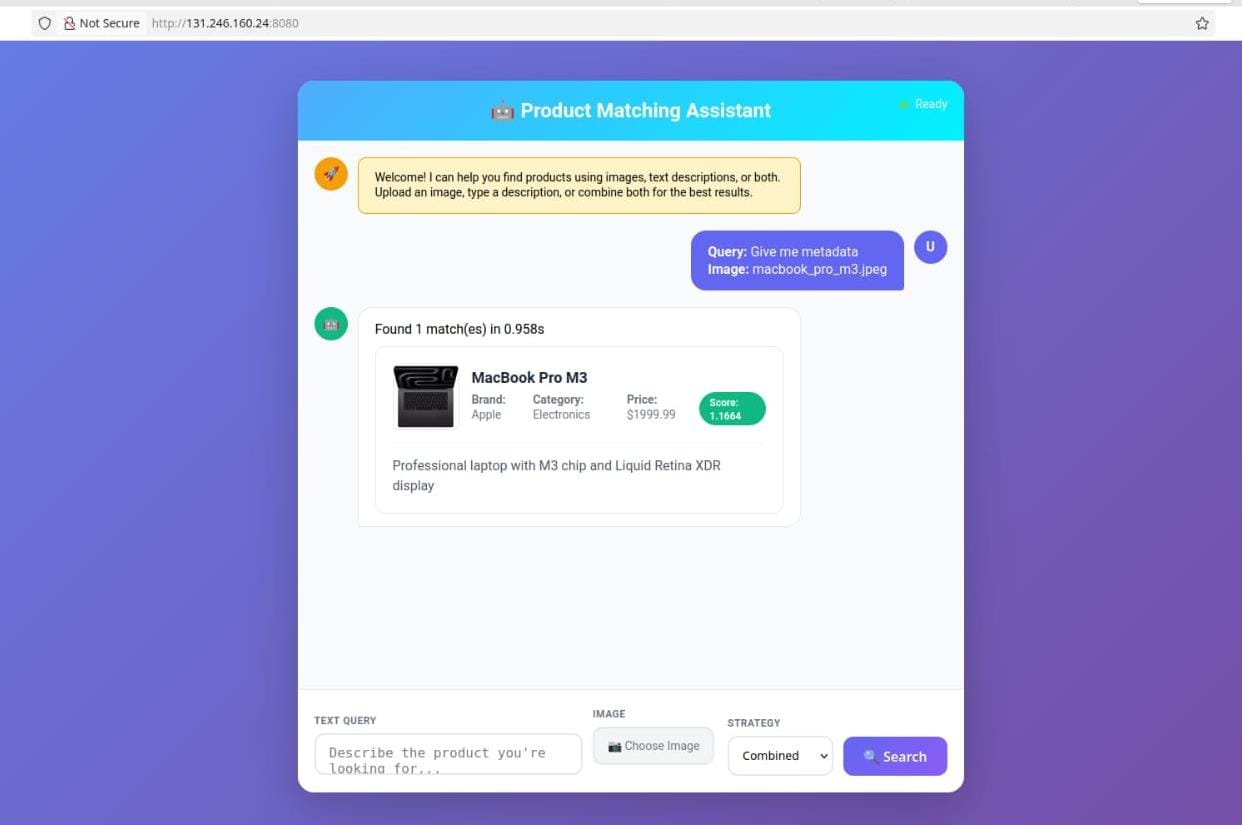 Not Secure http://131.246.160.24:8080
Product Matching Assistant
Ready
Welcome! I can help you find products using images, text descriptions, or both.
Upload an image, type a description, or combine both for the best results.
Query: Give me metadata
Image: macbook_pro_m3.jpeg
U
Found 1 match(es) in 0.958s
MacBook Pro M3
Brand: Category: Price:
Apple Electronics $1999.99
Score:
1.1664
Professional laptop with M3 chip and Liquid Retina XDR
display
TEXT QUERY
Describe the product you're
looking for...
IMAGE
Choose Image
STRATEGY
Combined
Search